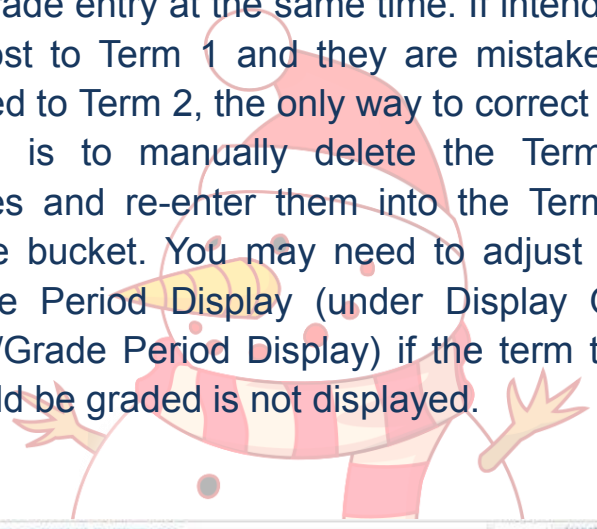 rade entry at the same time. If intend
ost to Term 1 and they are mistake
ed to Term 2, the only way to correct
is to manually delete the Term
es and re-enter them into the Term
e bucket. You may need to adjust
e Period Display (under Display
/Grade Period Display) if the term t
ld be graded is not displayed.